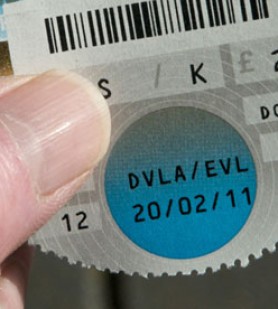 S / K £
DVLA/EVL
12 20/02/11